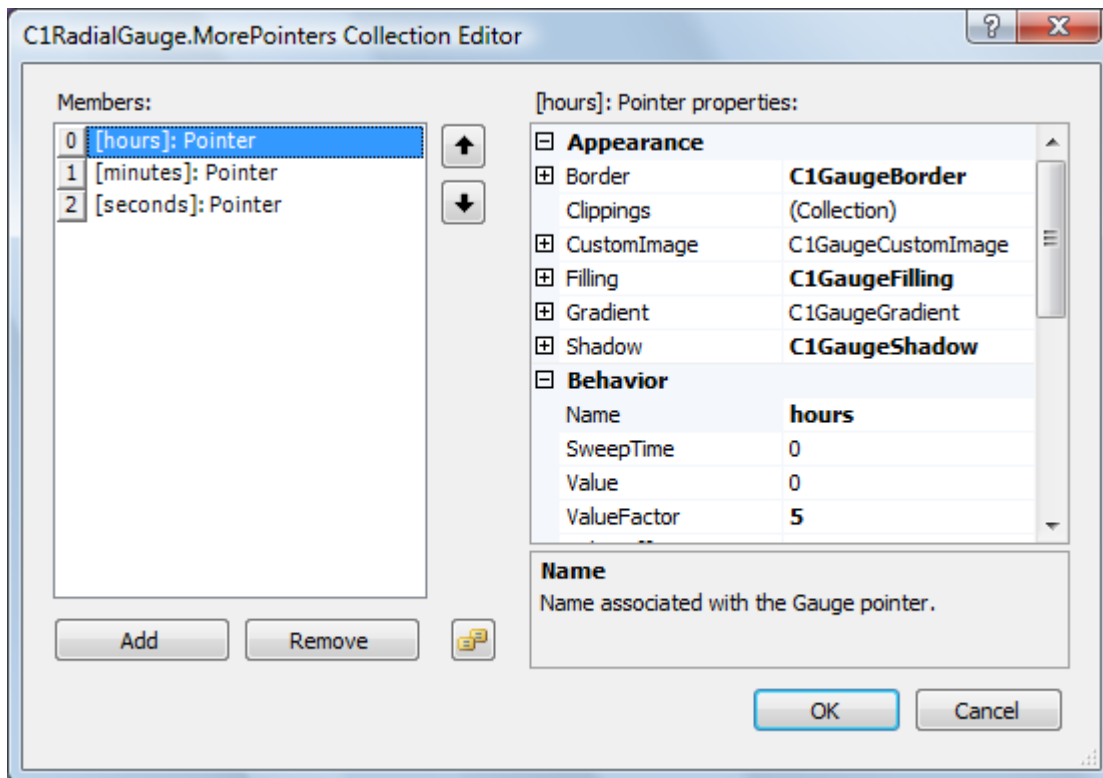 C1RadialGauge.MorePointers Collection Editor
Members:
0 [hours]: Pointer
1 [minutes]: Pointer
2 [seconds]: Pointer
Add Remove
[hours]: Pointer properties:
Appearance
Border C1GaugeBorder
Clippings (Collection)
CustomImage C1GaugeCustomImage
Filling C1GaugeFilling
Gradient C1GaugeGradient
Shadow C1GaugeShadow
Behavior
Name hours
SweepTime 0
Value 0
ValueFactor 5
Name
Name associated with the Gauge pointer.
OK Cancel